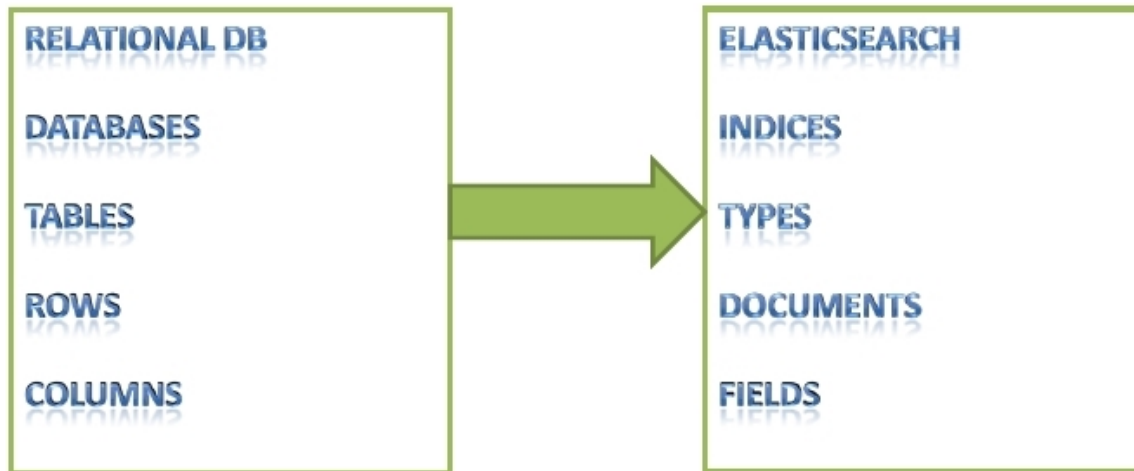 RELATIONAL DB
DATABASES
TABLES
ROWS
COLUMNS
ELASTICSEARCH
INDICES
TYPES
DOCUMENTS
FIELDS